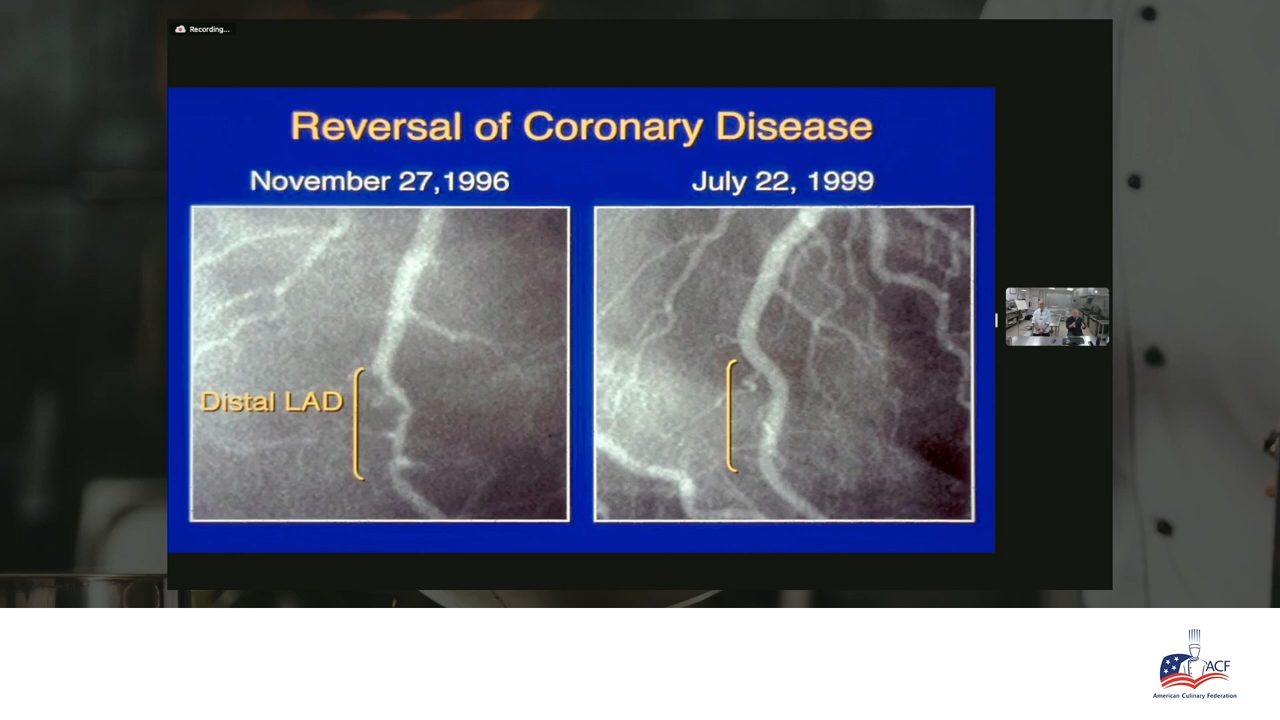 Recording...
Reversal of Coronary Disease
November 27,1996
July 22, 1999
Distal LAD
ACF
American Culinary Federation